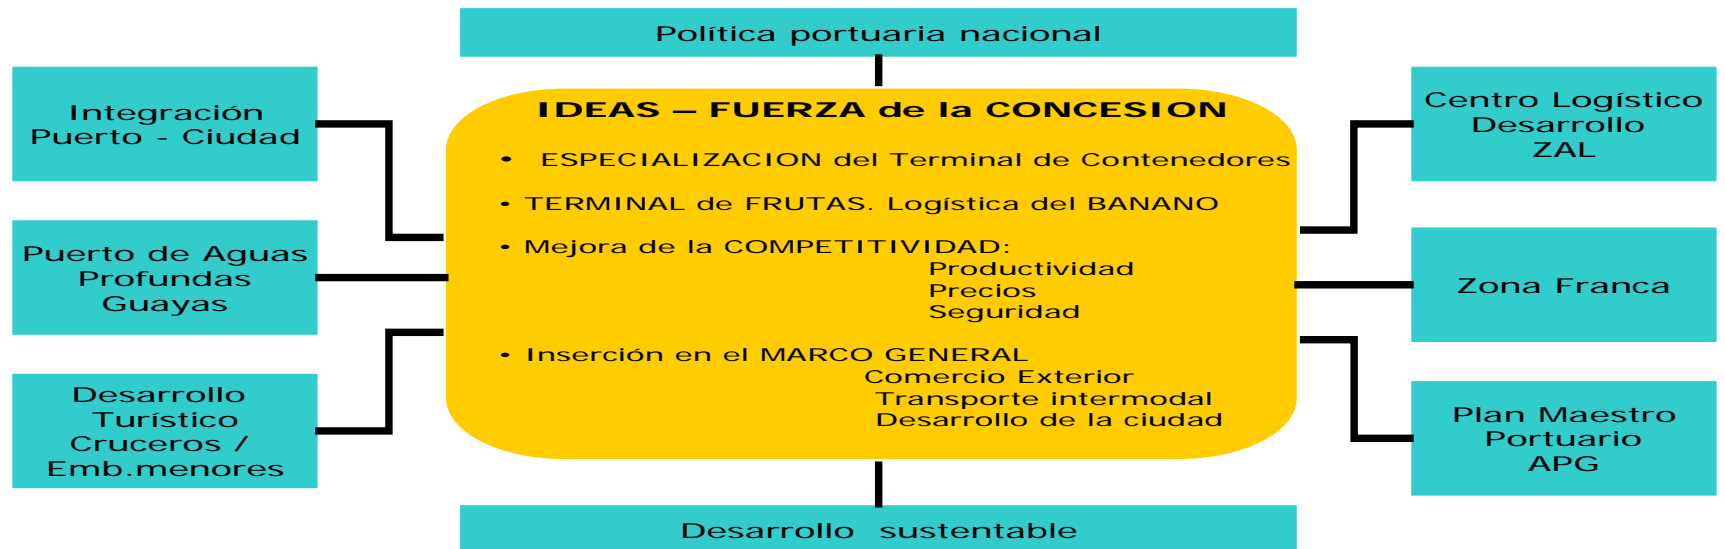 Política portuaria nacional
Integración
Puerto - Ciudad
Puerto de Aguas
Profundas
Guayas
Desarrollo
Turístico
Cruceros /
Emb.menores
IDEAS – FUERZA de la CONCESION
• ESPECIALIZACION del Terminal de Contenedores
• TERMINAL de FRUTAS. Logística del BANANO
• Mejora de la COMPETITIVIDAD:
Productividad
Precios
Seguridad
• Inserción en el MARCO GENERAL
Comercio Exterior
Transporte intermodal
Desarrollo de la ciudad
Centro Logístico
Desarrollo
ZAL
Zona Franca
Plan Maestro
Portuario
APG
Desarrollo sustentable